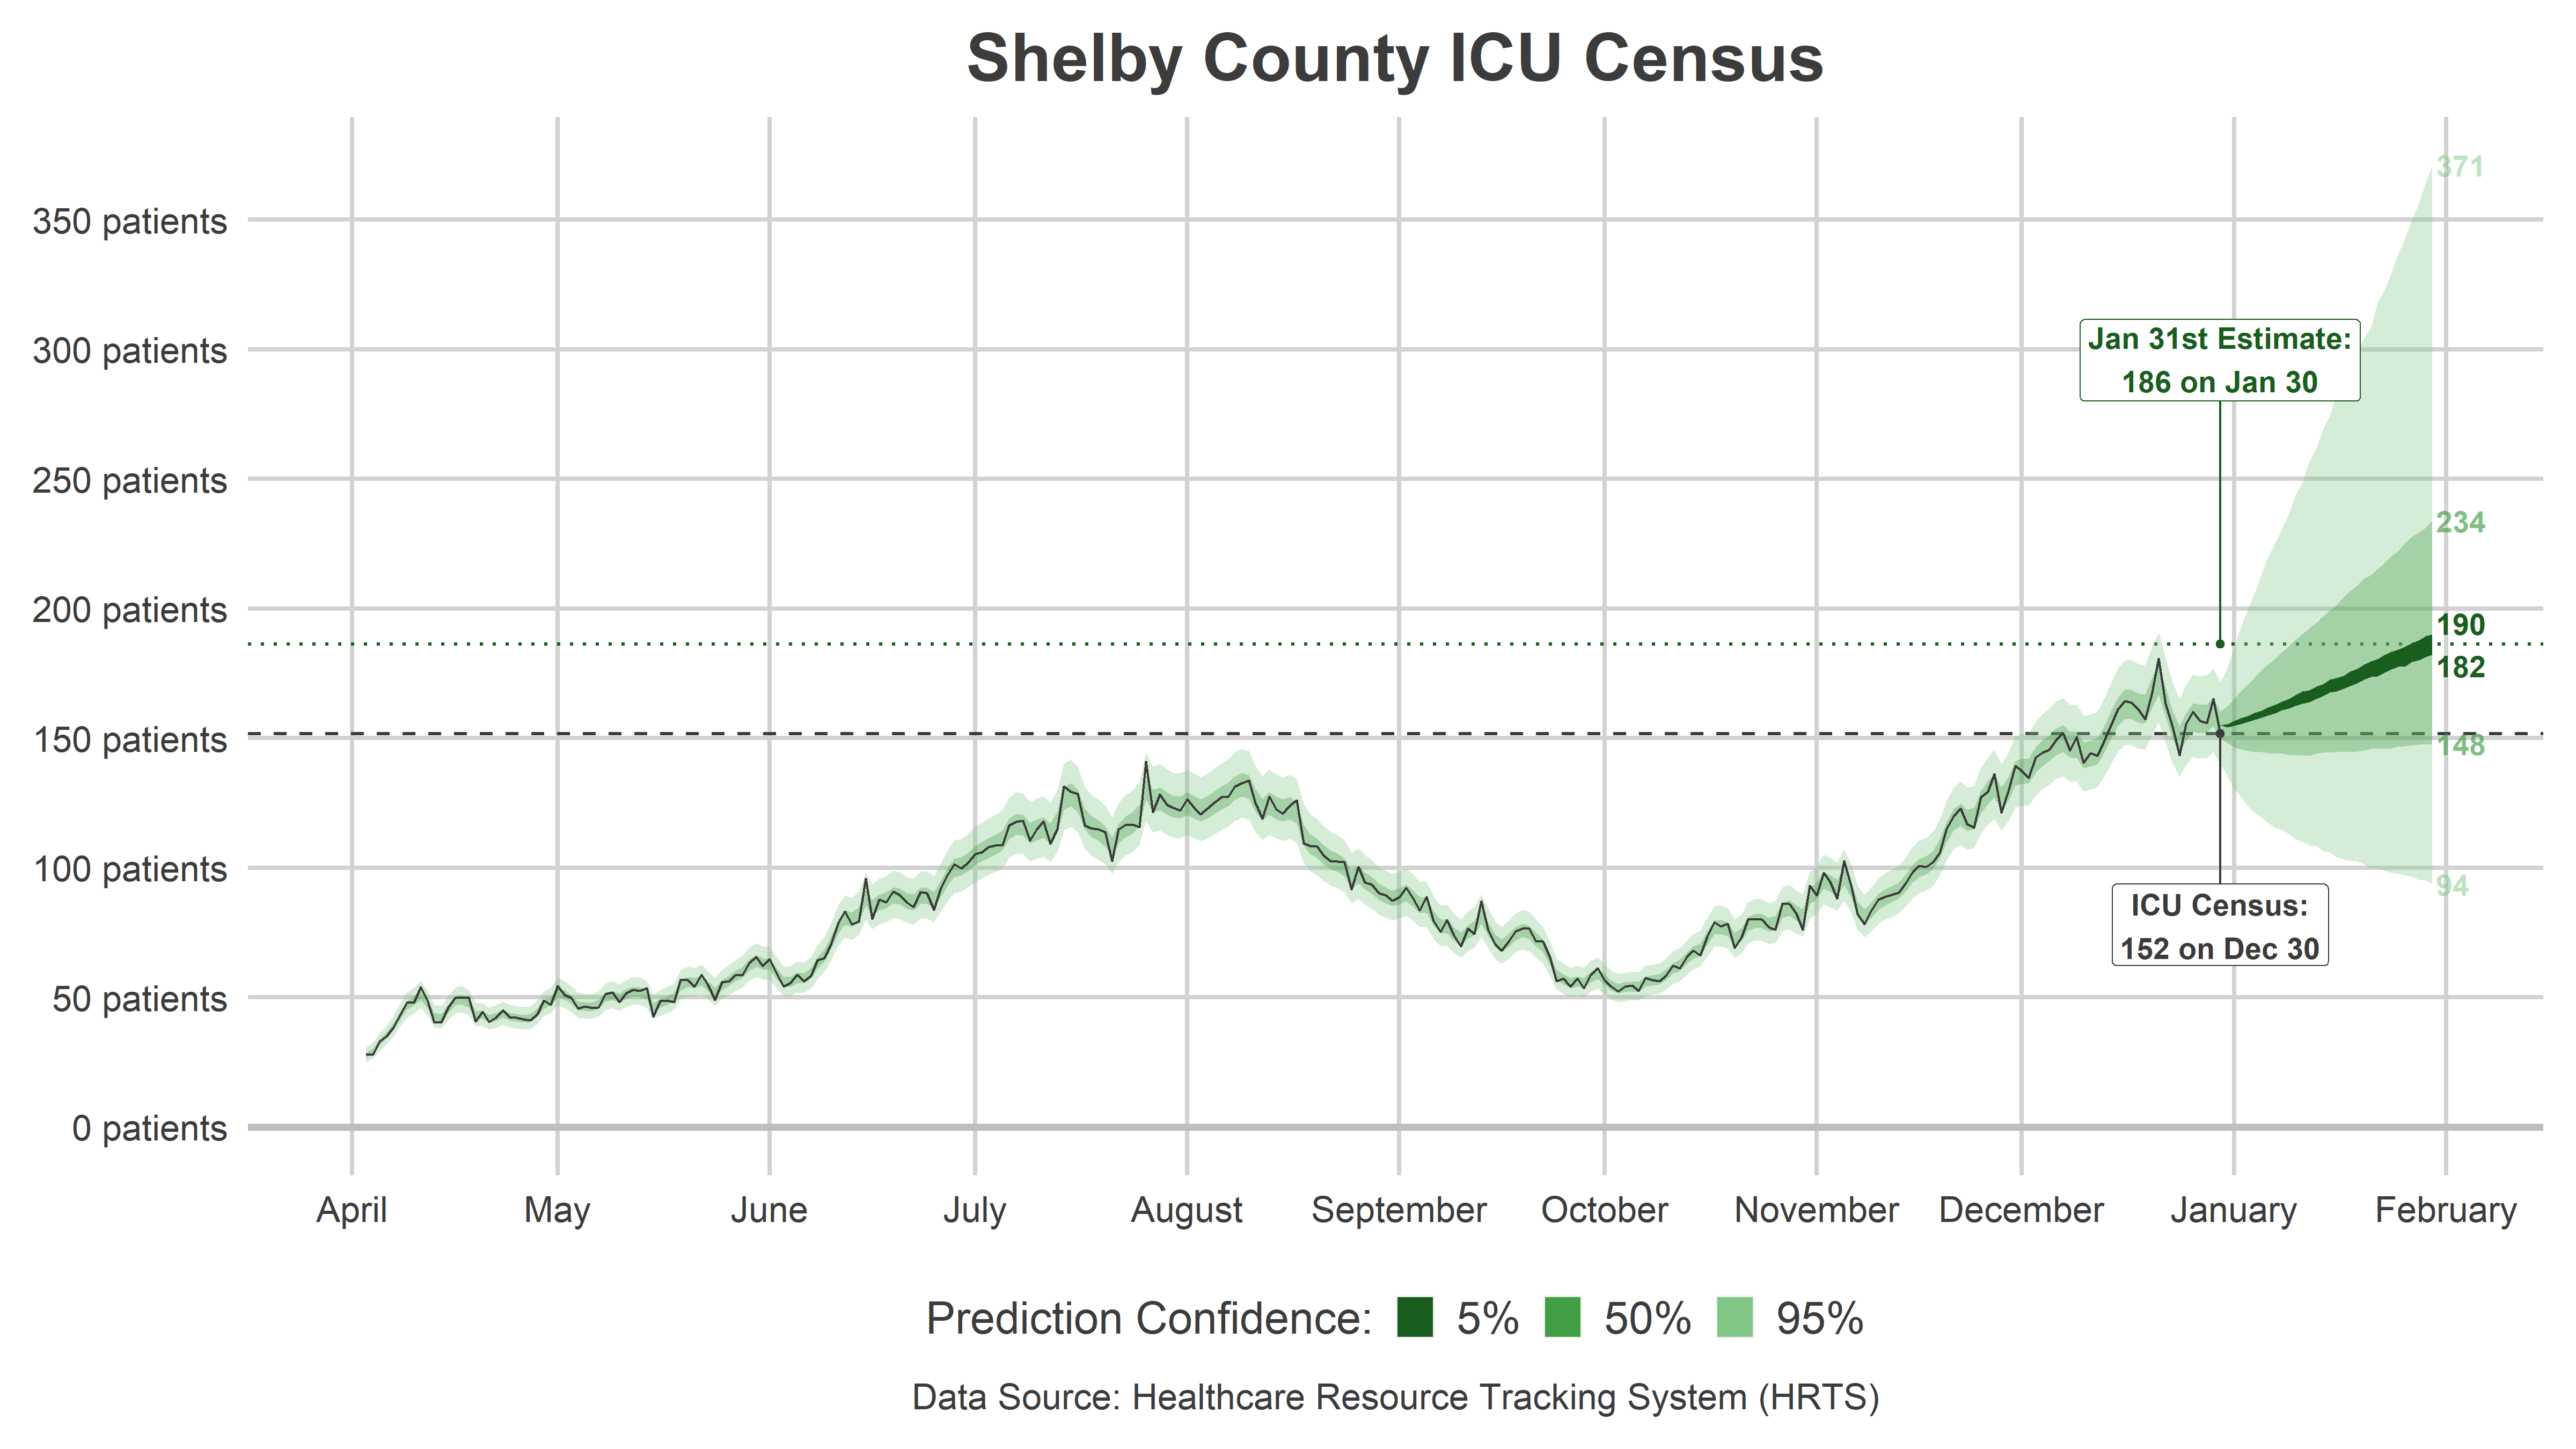 Shelby County ICU Census
371
350 patients
Jan 31st Estimate:
186 on Jan 30
300 patients
250 patients
234
200 patients
190
182
150 patients
148
100 patients
94
ICU Census:
152 on Dec 30
50 patients
0 patients
April May June July August September October November December January February
Prediction Confidence: 5% 50% 95%
Data Source: Healthcare Resource Tracking System (HRTS)